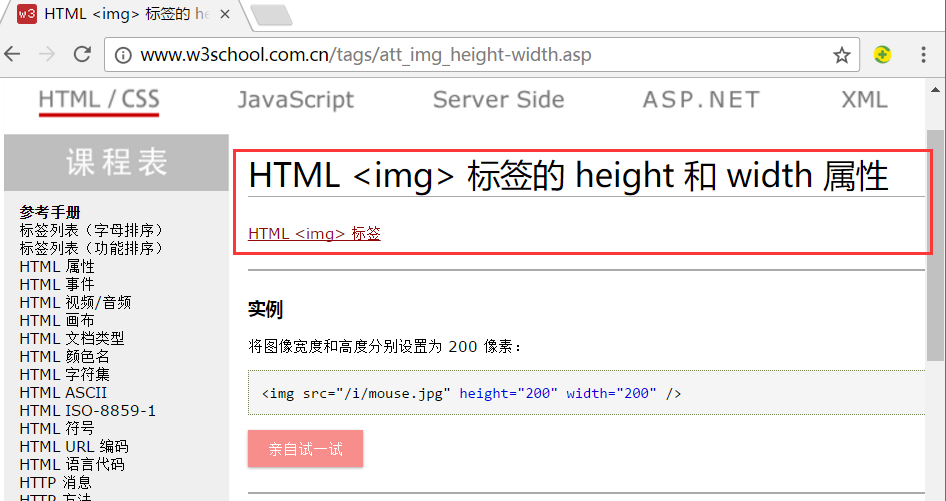 w3 HTML <img> 标签的 he
www.w3school.com.cn/tags/att_img_height-width.asp
HTML / CSS JavaScript Server Side ASP.NET XML
课程表
参考手册
标签列表（字母排序）
标签列表（功能排序）
HTML 属性
HTML 事件
HTML 视频/音频
HTML 画布
HTML 文档类型
HTML 颜色名
HTML 字符集
HTML ASCII
HTML ISO-8859-1
HTML 符号
HTML URL 编码
HTML 语言代码
HTTP 消息
HTTP 方法
HTML <img> 标签的 height 和 width 属性
HTML <img> 标签
实例
将图像宽度和高度分别设置为 200 像素：
<img src="/i/mouse.jpg" height="200" width="200" />
亲自试一试